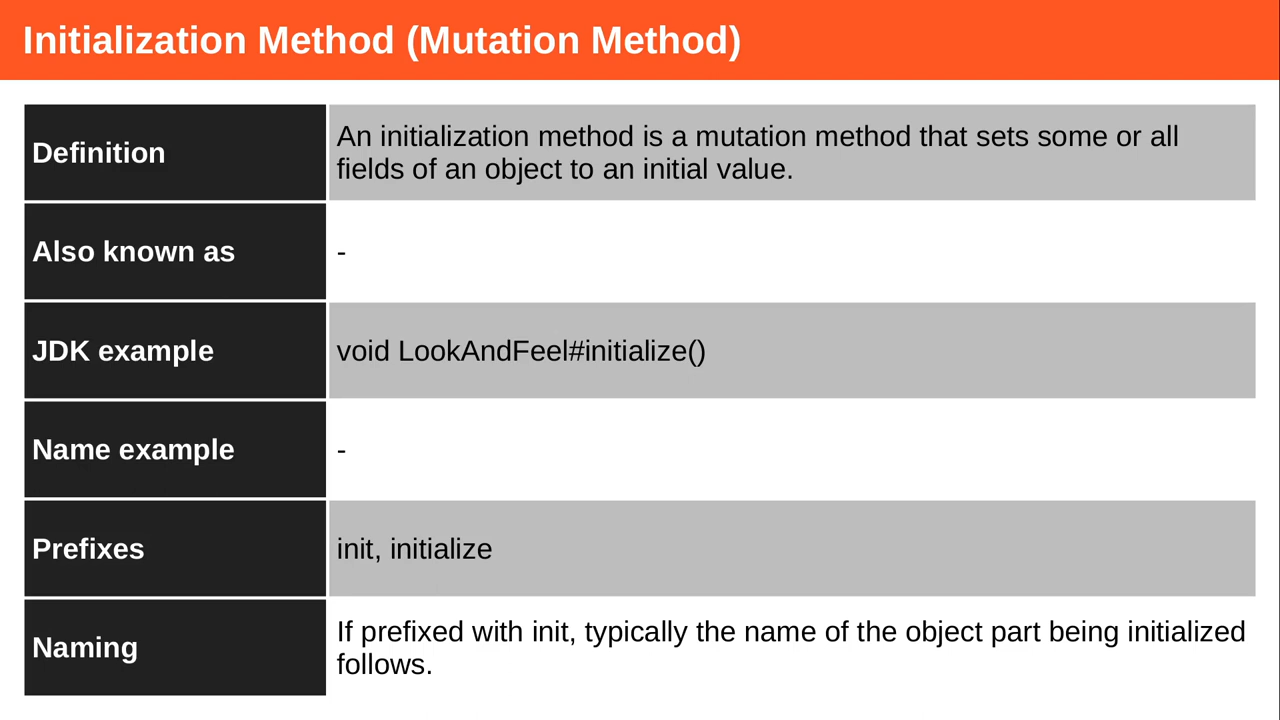 Initialization Method (Mutation Method)
Definition
An initialization method is a mutation method that sets some or all
fields of an object to an initial value.
Also known as
-
JDK example
void LookAndFeel#initialize()
Name example
-
Prefixes
init, initialize
Naming
If prefixed with init, typically the name of the object part being initialized
follows.